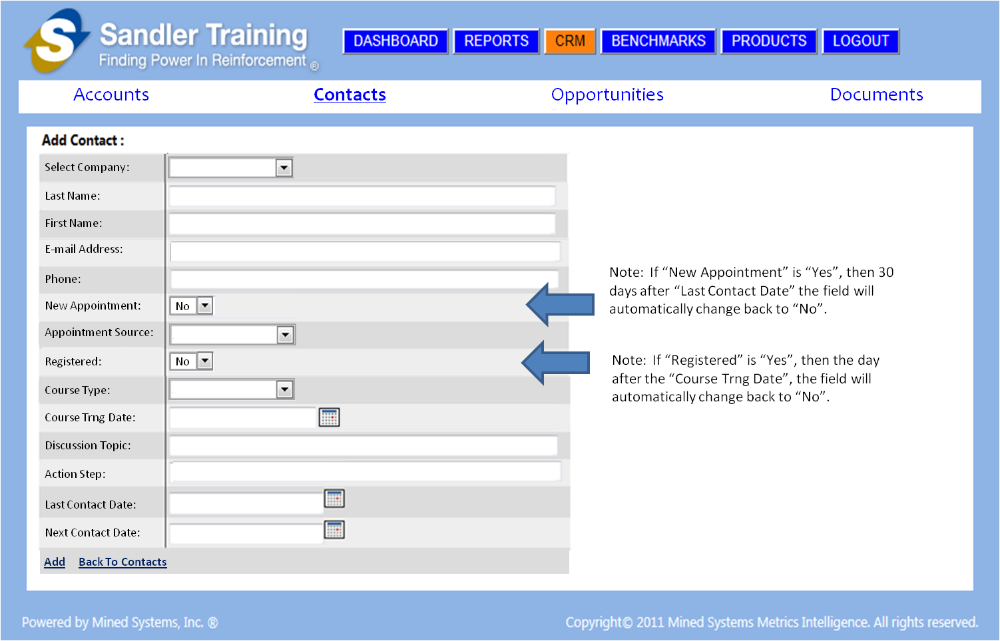 S
Sandler Training
Finding Power In Reinforcement ®
DASHBOARD REPORTS CRM BENCHMARKS PRODUCTS LOGOUT
Accounts Contacts Opportunities Documents
Add Contact :
Select Company:
Last Name:
First Name:
E-mail Address:
Phone:
New Appointment: No
Appointment Source:
Registered: No
Course Type:
Course Trng Date:
Discussion Topic:
Action Step:
Last Contact Date:
Next Contact Date:
Add Back To Contacts
Note: If “New Appointment” is “Yes”, then 30
days after “Last Contact Date” the field will
automatically change back to “No”.
Note: If “Registered” is “Yes”, then the day
after the “Course Trng Date”, the field will
automatically change back to “No”.
Powered by Mined Systems, Inc. ®
Copyright© 2011 Mined Systems Metrics Intelligence. All rights reserved.